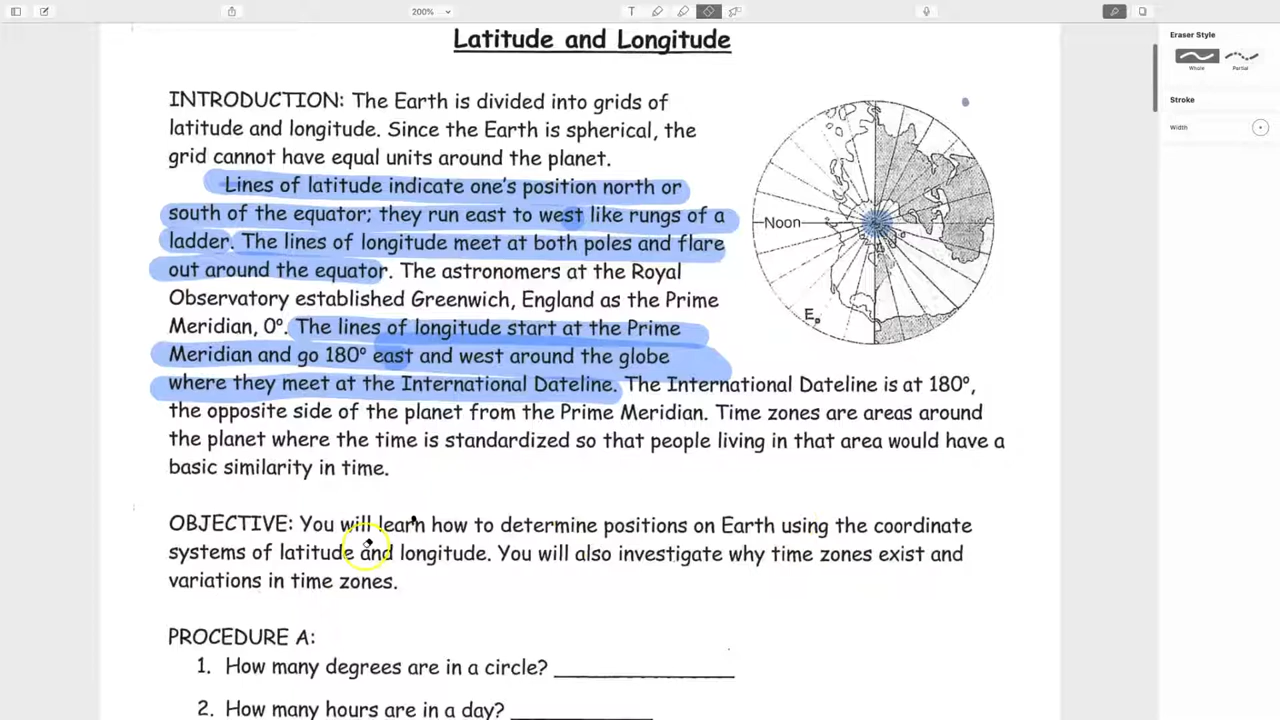 200%
T
Eraser Style
Whole
Partial
Stroke
Width
Latitude and Longitude
INTRODUCTION: The Earth is divided into grids of
latitude and longitude. Since the Earth is spherical, the
grid cannot have equal units around the planet.
Lines of latitude indicate one's position north or
south of the equator; they run east to west like rungs of a
ladder. The lines of longitude meet at both poles and flare
out around the equator. The astronomers at the Royal
Observatory established Greenwich, England as the Prime
Meridian, 0°. The lines of longitude start at the Prime
Meridian and go 180° east and west around the globe
where they meet at the International Dateline. The International Dateline is at 180°,
the opposite side of the planet from the Prime Meridian. Time zones are areas around
the planet where the time is standardized so that people living in that area would have a
basic similarity in time.
Noon
E
OBJECTIVE: You will learn how to determine positions on Earth using the coordinate
systems of latitude and longitude. You will also investigate why time zones exist and
variations in time zones.
PROCEDURE A:
1. How many degrees are in a circle?
2. How many hours are in a day?